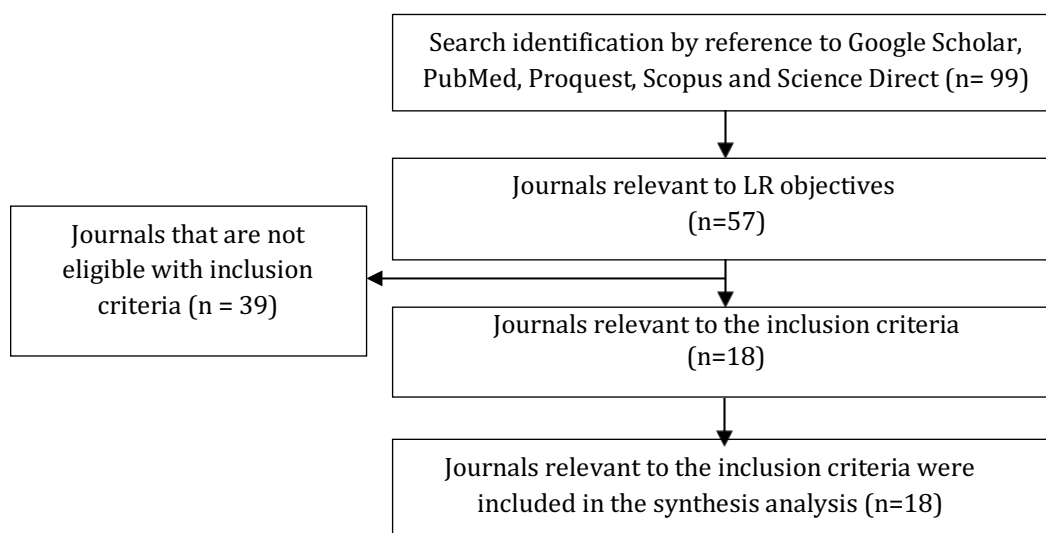 Search identification by reference to Google Scholar,
PubMed, Proquest, Scopus and Science Direct (n= 99)
Journals relevant to LR objectives
(n=57)
Journals that are not
eligible with inclusion
criteria (n = 39)
Journals relevant to the inclusion criteria
(n=18)
Journals relevant to the inclusion criteria were
included in the synthesis analysis (n=18)